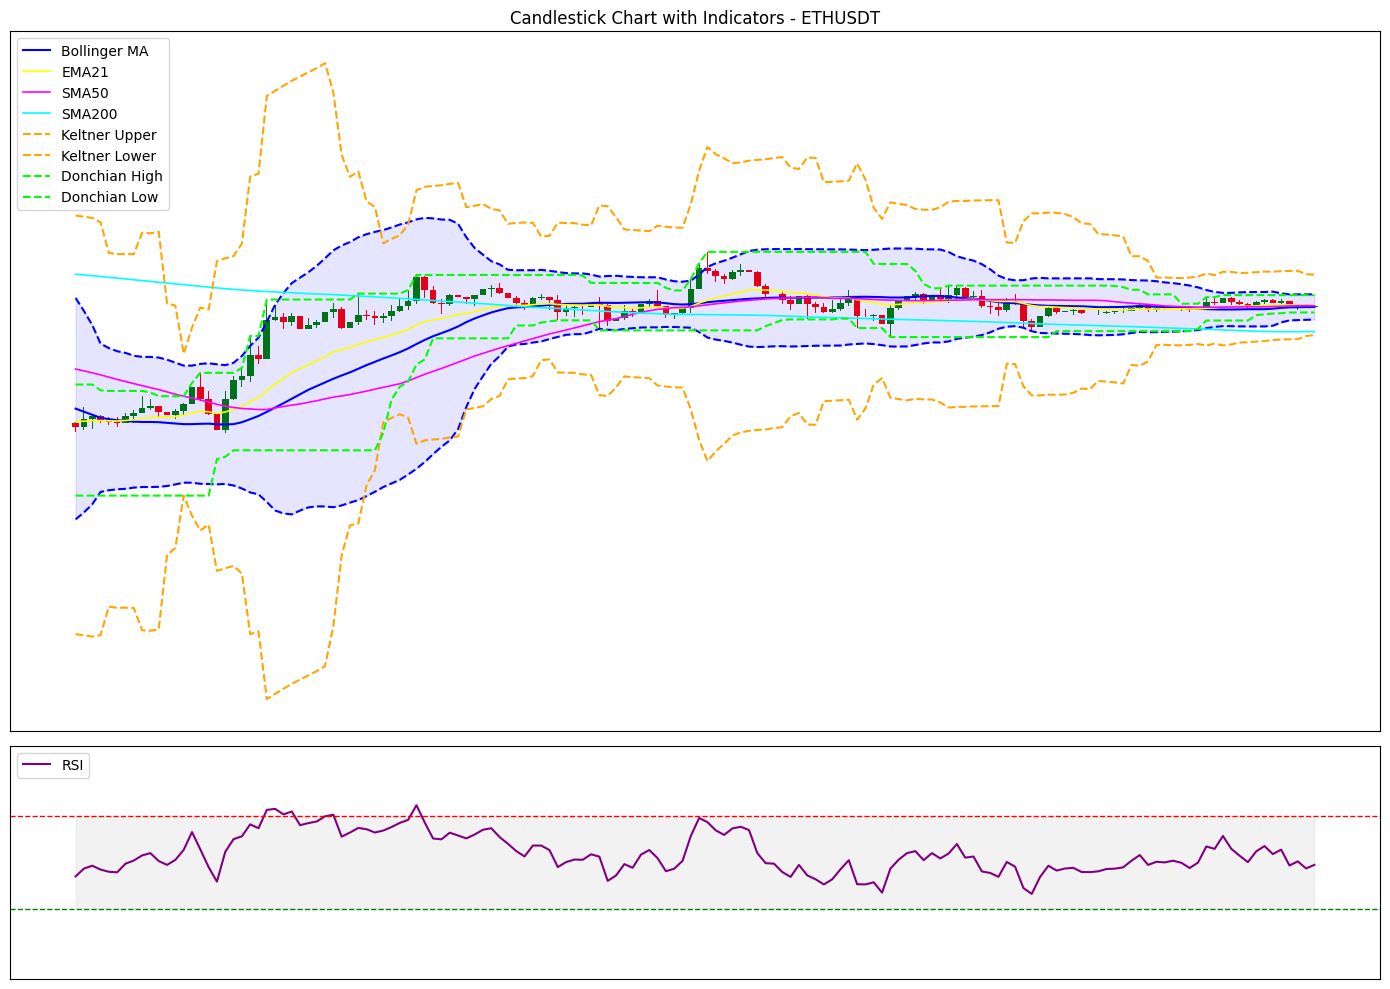 Candlestick Chart with Indicators - ETHUSDT
Bollinger MA
EMA21
SMA50
SMA200
Keltner Upper
Keltner Lower
Donchian High
Donchian Low
RSI